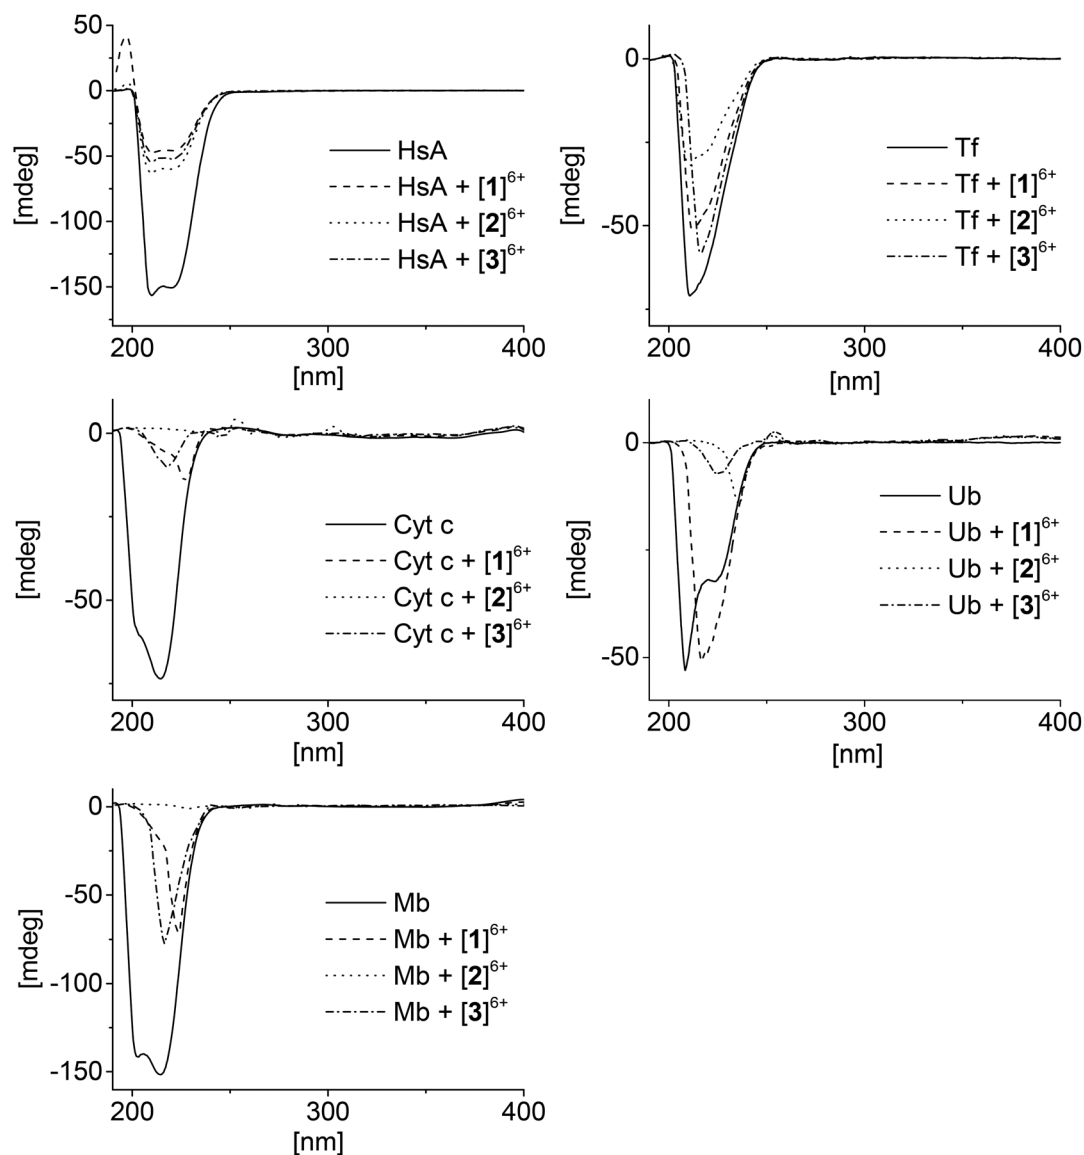 50
0
-50
-100
-150
[mdeg]
HsA
HsA + [1]6+
HsA + [2]6+
HsA + [3]6+
200
300
400
[nm]
0
-50
[mdeg]
Tf
Tf + [1]6+
Tf + [2]6+
Tf + [3]6+
200
300
400
[nm]
0
-50
[mdeg]
Cyt c
Cyt c + [1]6+
Cyt c + [2]6+
Cyt c + [3]6+
200
300
400
[nm]
0
-50
[mdeg]
Ub
Ub + [1]6+
Ub + [2]6+
Ub + [3]6+
200
300
400
[nm]
0
-50
-100
-150
[mdeg]
Mb
Mb + [1]6+
Mb + [2]6+
Mb + [3]6+
200
300
400
[nm]